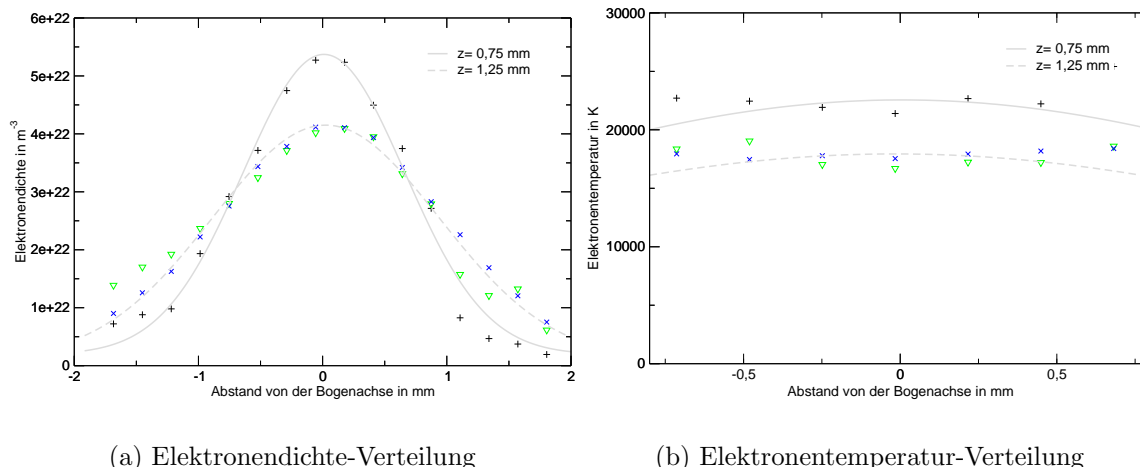 6e+22
5e+22
4e+22
3e+22
2e+22
1e+22
0
Elektronendichte in m-3
z= 0,75 mm
z= 1,25 mm
-2
-1
0
1
2
Abstand von der Bogenachse in mm
(a) Elektronendichte-Verteilung
30000
20000
10000
0
Elektronentemperatur in K
z= 0,75 mm
z= 1,25 mm
-0,5
0
0,5
Abstand von der Bogenachse in mm
(b) Elektronentemperatur-Verteilung